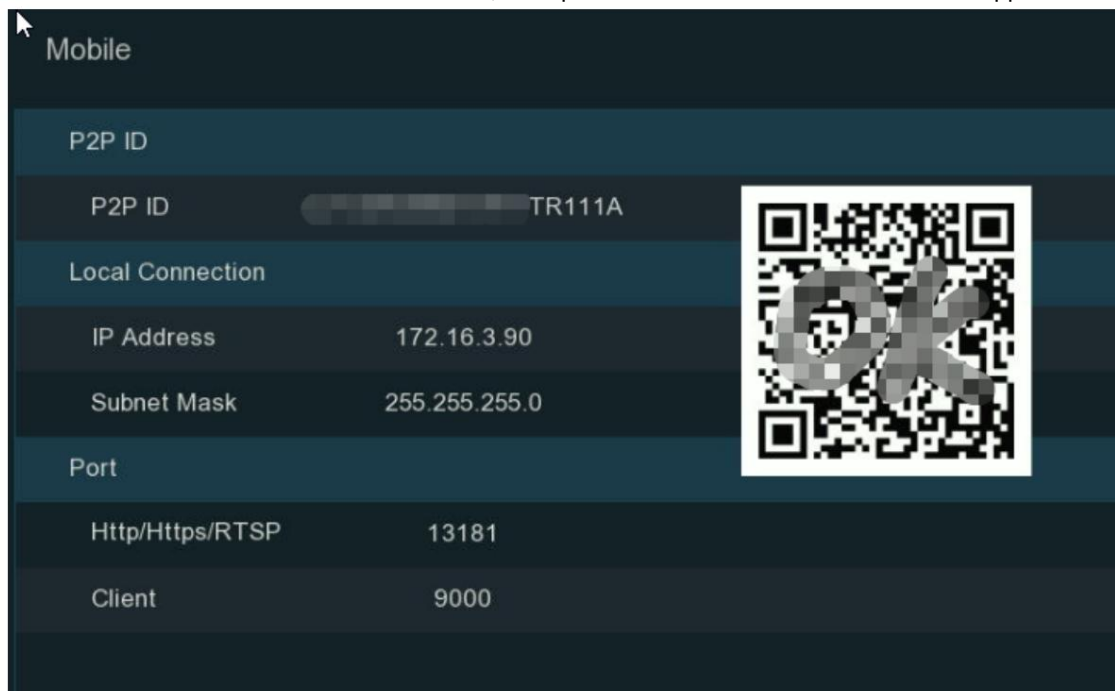 Mobile
P2P ID
P2P ID TR111A
Local Connection
IP Address 172.16.3.90
Subnet Mask 255.255.255.0
Port
Http/Https/RTSP 13181
Client 9000
OK